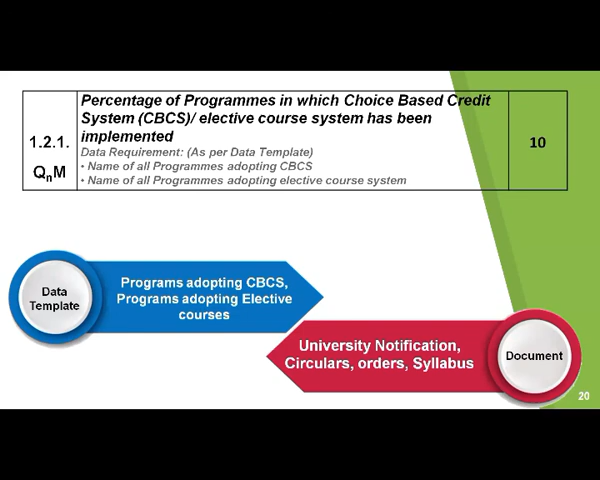 1.2.1.
QnM
Percentage of Programmes in which Choice Based Credit
System (CBCS)/ elective course system has been
implemented
Data Requirement: (As per Data Template)
• Name of all Programmes adopting CBCS
• Name of all Programmes adopting elective course system
10
Data
Template
Programs adopting CBCS,
Programs adopting Elective
courses
University Notification,
Circulars, orders, Syllabus
Document
20